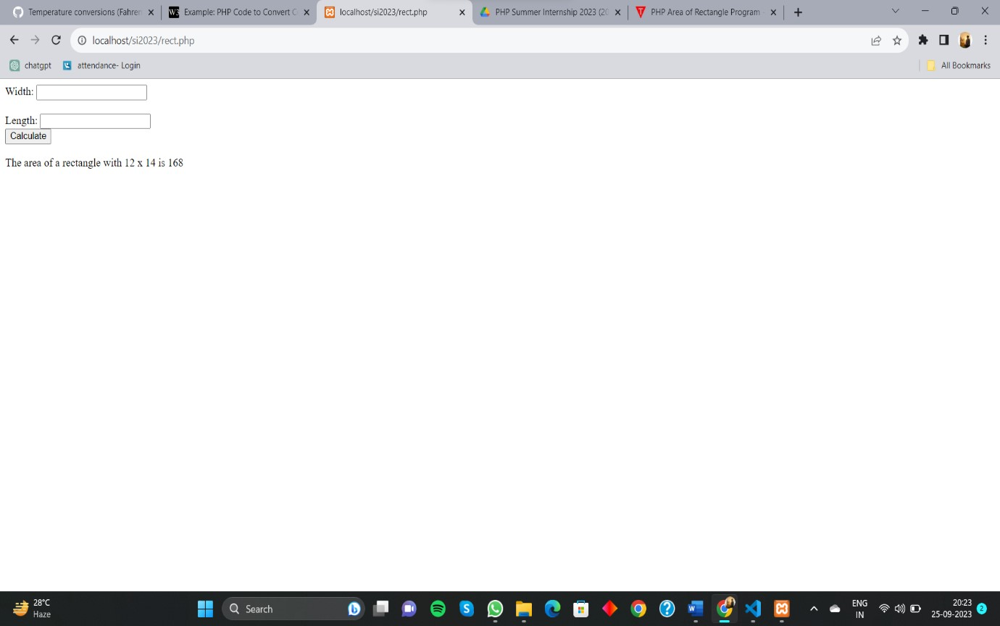 Temperature conversions (Fahren
Example: PHP Code to Convert C
localhost/si2023/rect.php
PHP Summer Internship 2023 (20
PHP Area of Rectangle Program
localhost/si2023/rect.php
chatgpt
attendance- Login
All Bookmarks
Width:
Length:
Calculate
The area of a rectangle with 12 x 14 is 168
28°C
Haze
Search
ENG
IN
20:23
25-09-2023
2